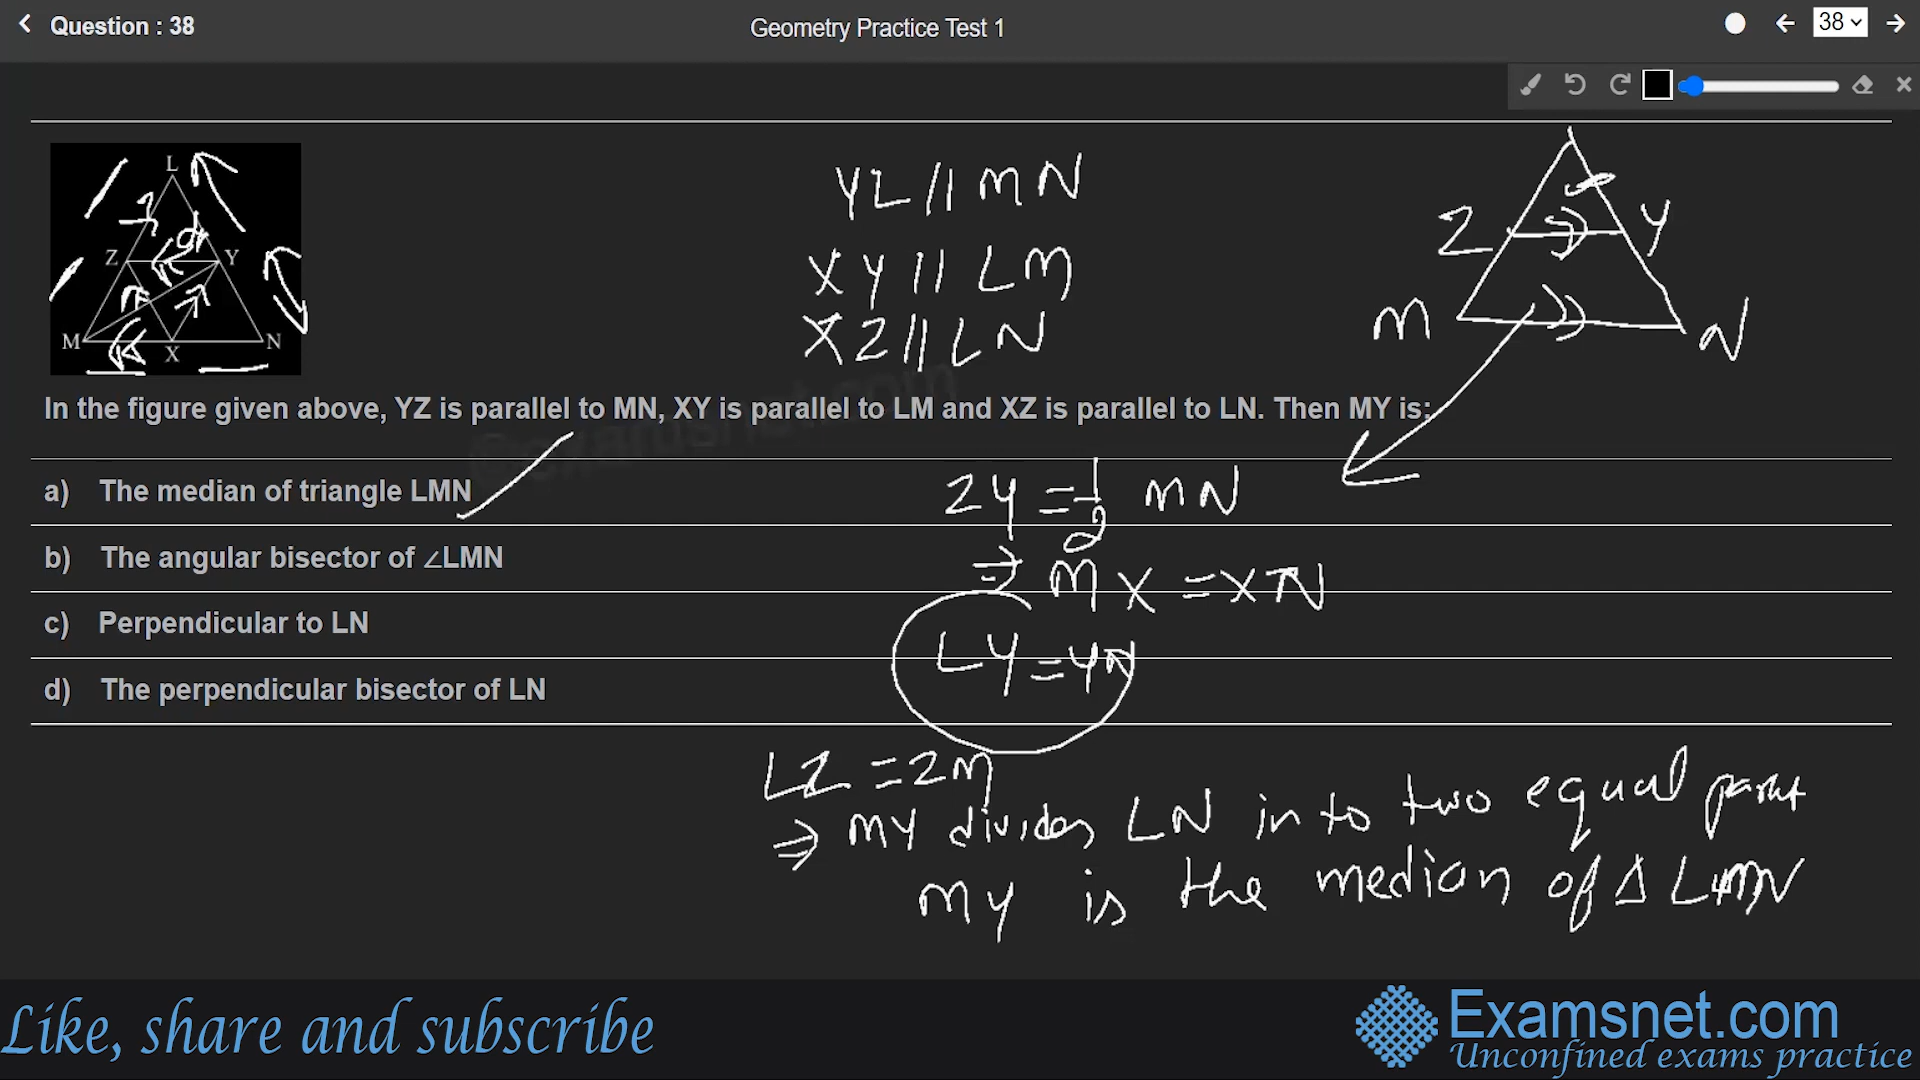 Question : 38
Geometry Practice Test 1
38
L
Z
Y
M
X
N
YZ // MN
XY // LM
XZ // LN
Z
Y
M
N
In the figure given above, YZ is parallel to MN, XY is parallel to LM and XZ is parallel to LN. Then MY is:
a) The median of triangle LMN
b) The angular bisector of ∠LMN
c) Perpendicular to LN
d) The perpendicular bisector of LN
ZY = 1/2 MN
⇒ MX = XN
LY = YN
LZ = ZM
⇒ MY divides LN in to two equal part
MY is the median of Δ LMN
Like, share and subscribe
Examsnet.com
Unconfined exams practice